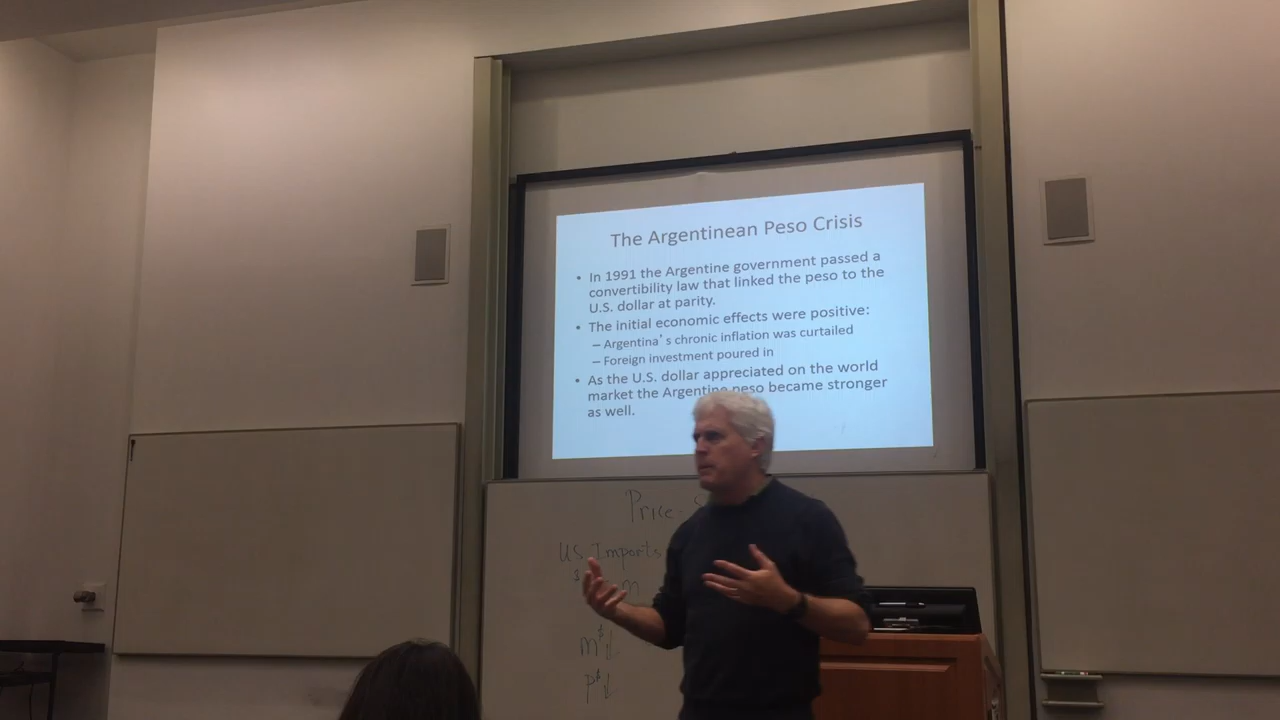 The Argentinean Peso Crisis
• In 1991 the Argentine government passed a
convertibility law that linked the peso to the
U.S. dollar at parity.
• The initial economic effects were positive:
– Argentina's chronic inflation was curtailed
– Foreign investment poured in
• As the U.S. dollar appreciated on the world
market the Argentine peso became stronger
as well.
Price-
US Imports
$ m
m$↓
p$↓